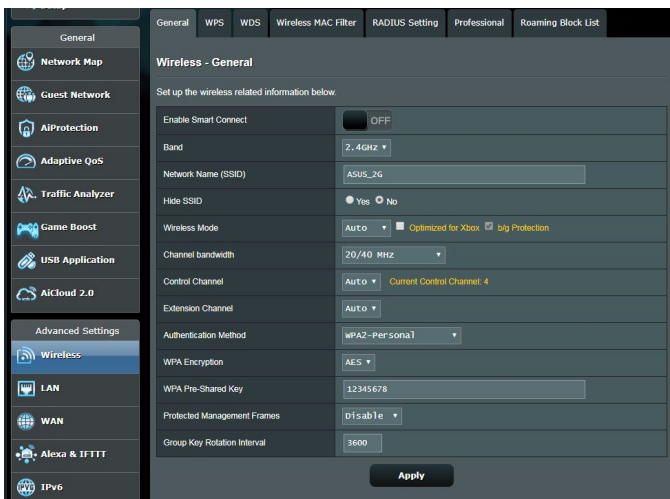 General
Network Map
Guest Network
AiProtection
Adaptive QoS
Traffic Analyzer
Game Boost
USB Application
AiCloud 2.0
Advanced Settings
Wireless
LAN
WAN
Alexa & IFTTT
IPv6
General WPS WDS Wireless MAC Filter RADIUS Setting Professional Roaming Block List
Wireless - General
Set up the wireless related information below.
Enable Smart Connect OFF
Band 2.4GHz
Network Name (SSID) ASUS_2G
Hide SSID Yes No
Wireless Mode Auto Optimized for Xbox b/g Protection
Channel bandwidth 20/40 MHz
Control Channel Auto Current Control Channel: 4
Extension Channel Auto
Authentication Method WPA2-Personal
WPA Encryption AES
WPA Pre-Shared Key 12345678
Protected Management Frames Disable
Group Key Rotation Interval 3600
Apply